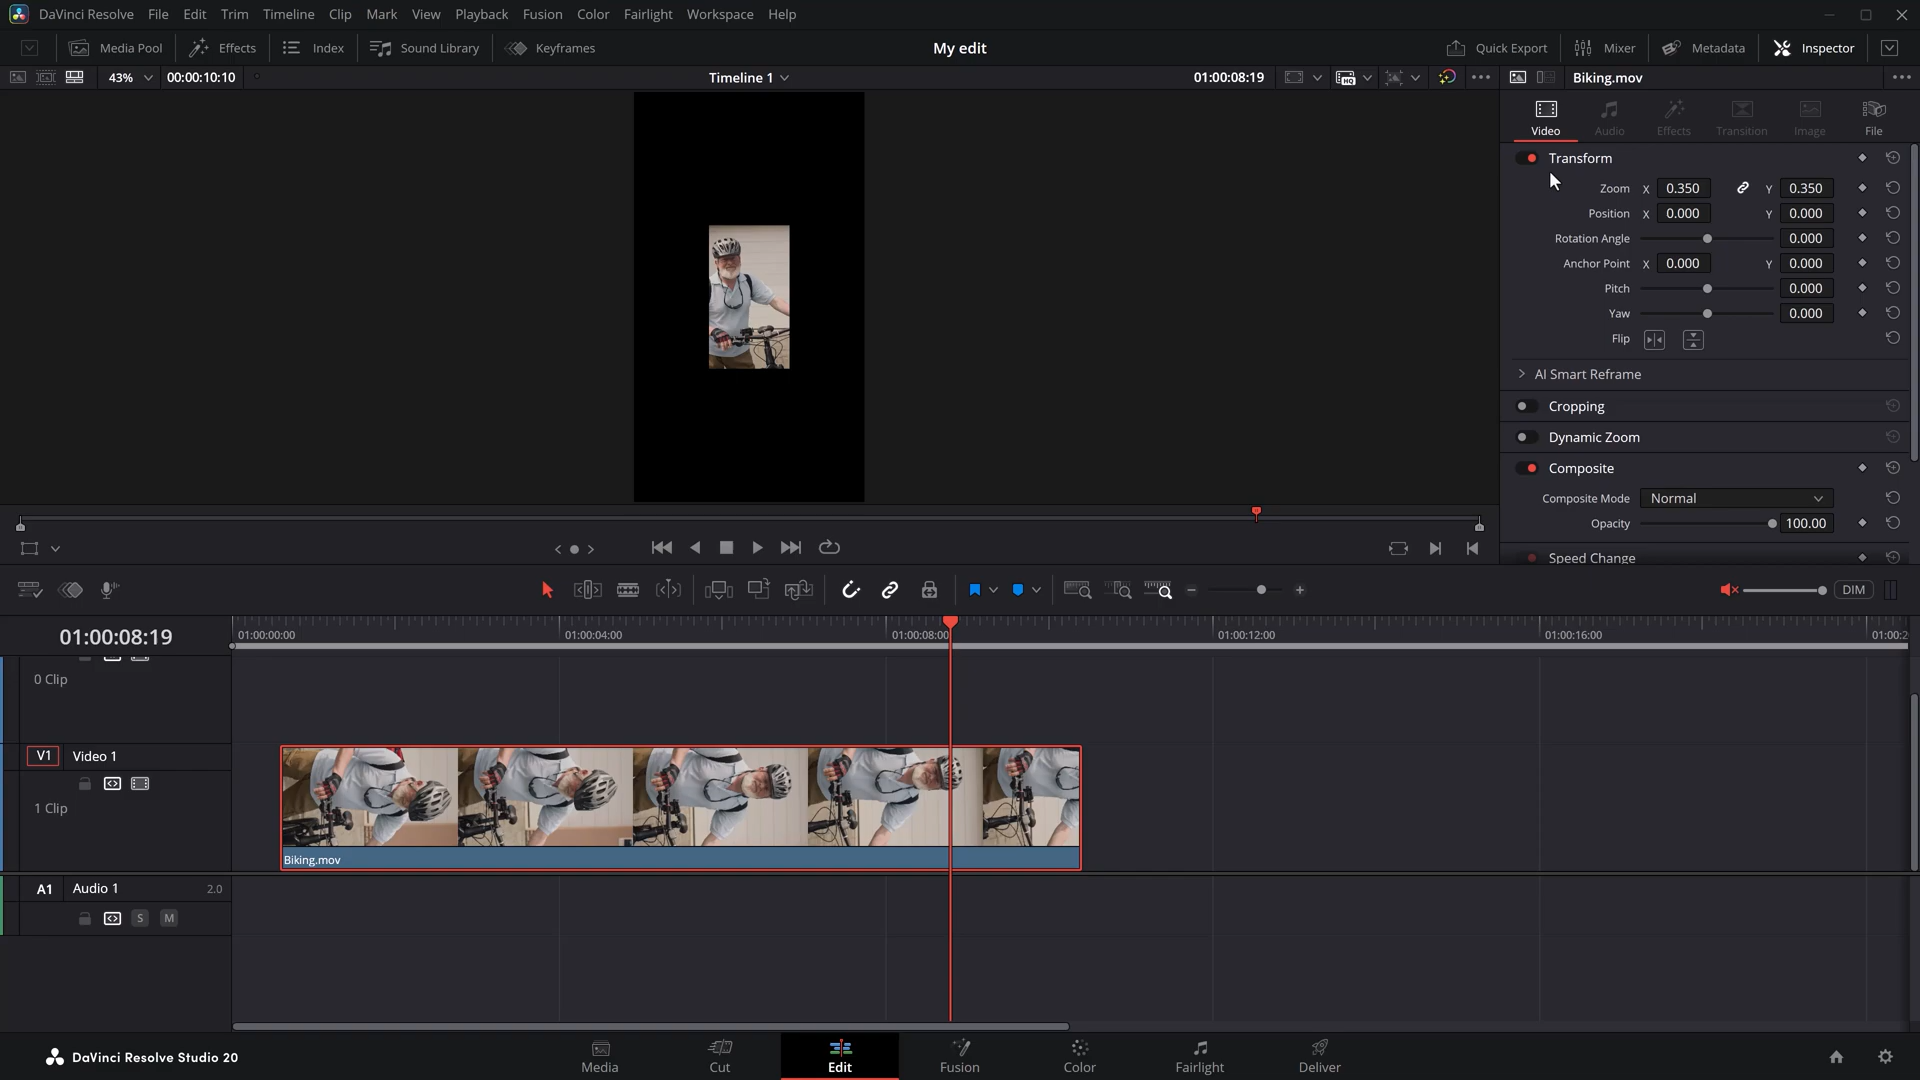 DaVinci Resolve File Edit Trim Timeline Clip Mark View Playback Fusion Color Fairlight Workspace Help
Media Pool Effects Index Sound Library Keyframes My edit Quick Export Mixer Metadata Inspector
43% 00:00:10:10 Timeline 1 01:00:08:19 HQ Biking.mov
Video Audio Effects Transition Image File
Transform
Zoom X 0.350 Y 0.350
Position X 0.000 Y 0.000
Rotation Angle 0.000
Anchor Point X 0.000 Y 0.000
Pitch 0.000
Yaw 0.000
Flip
AI Smart Reframe
Cropping
Dynamic Zoom
Composite
Composite Mode Normal
Opacity 100.00
Speed Change
DIM
01:00:08:19 01:00:00:00 01:00:04:00 01:00:08:00 01:00:12:00 01:00:16:00 01:00:2
0 Clip
V1 Video 1
1 Clip
Biking.mov
A1 Audio 1 2.0
S M
DaVinci Resolve Studio 20
Media Cut Edit Fusion Color Fairlight Deliver